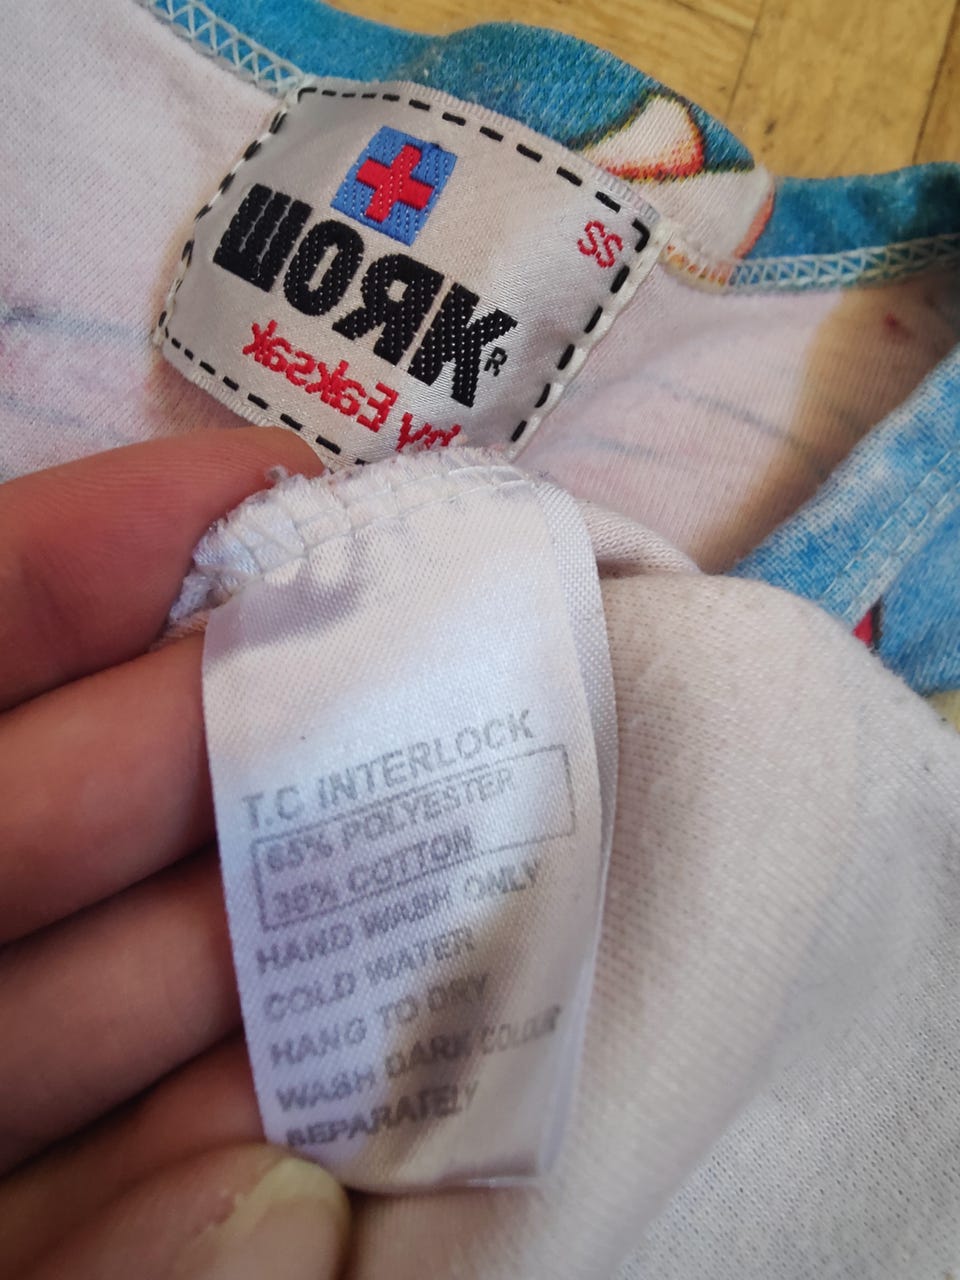 SS
ШOЯK R
by Eaksak
T.C INTERLOCK
65% POLYESTER
35% COTTON
HAND WASH ONLY
COLD WATER
HANG TO DRY
WASH DARK COLOUR
SEPARATELY